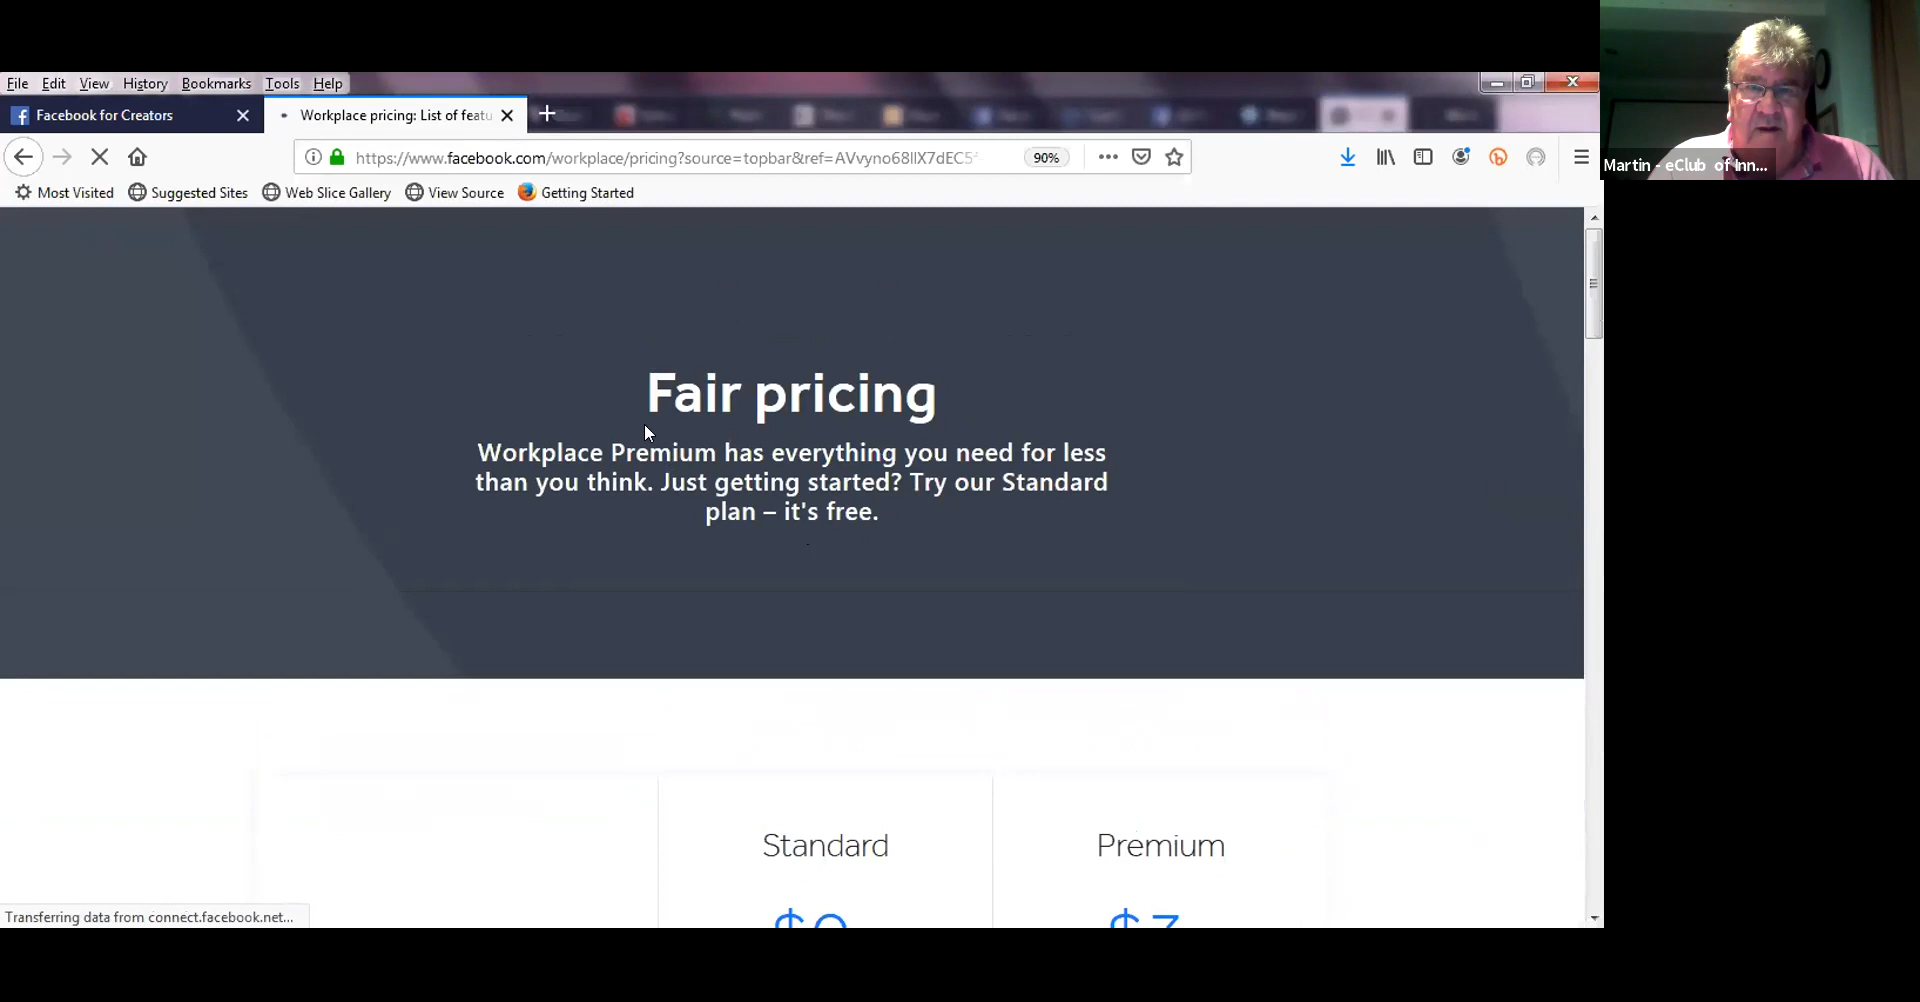 File Edit View History Bookmarks Tools Help
Facebook for Creators
Workplace pricing: List of featu
https://www.facebook.com/workplace/pricing?source=topbar&ref=AVvyno68llX7dEC5
90%
Most Visited Suggested Sites Web Slice Gallery View Source Getting Started
Martin - eClub of Inn...
Fair pricing
Workplace Premium has everything you need for less
than you think. Just getting started? Try our Standard
plan – it's free.
Standard Premium
$0 $3
Transferring data from connect.facebook.net...